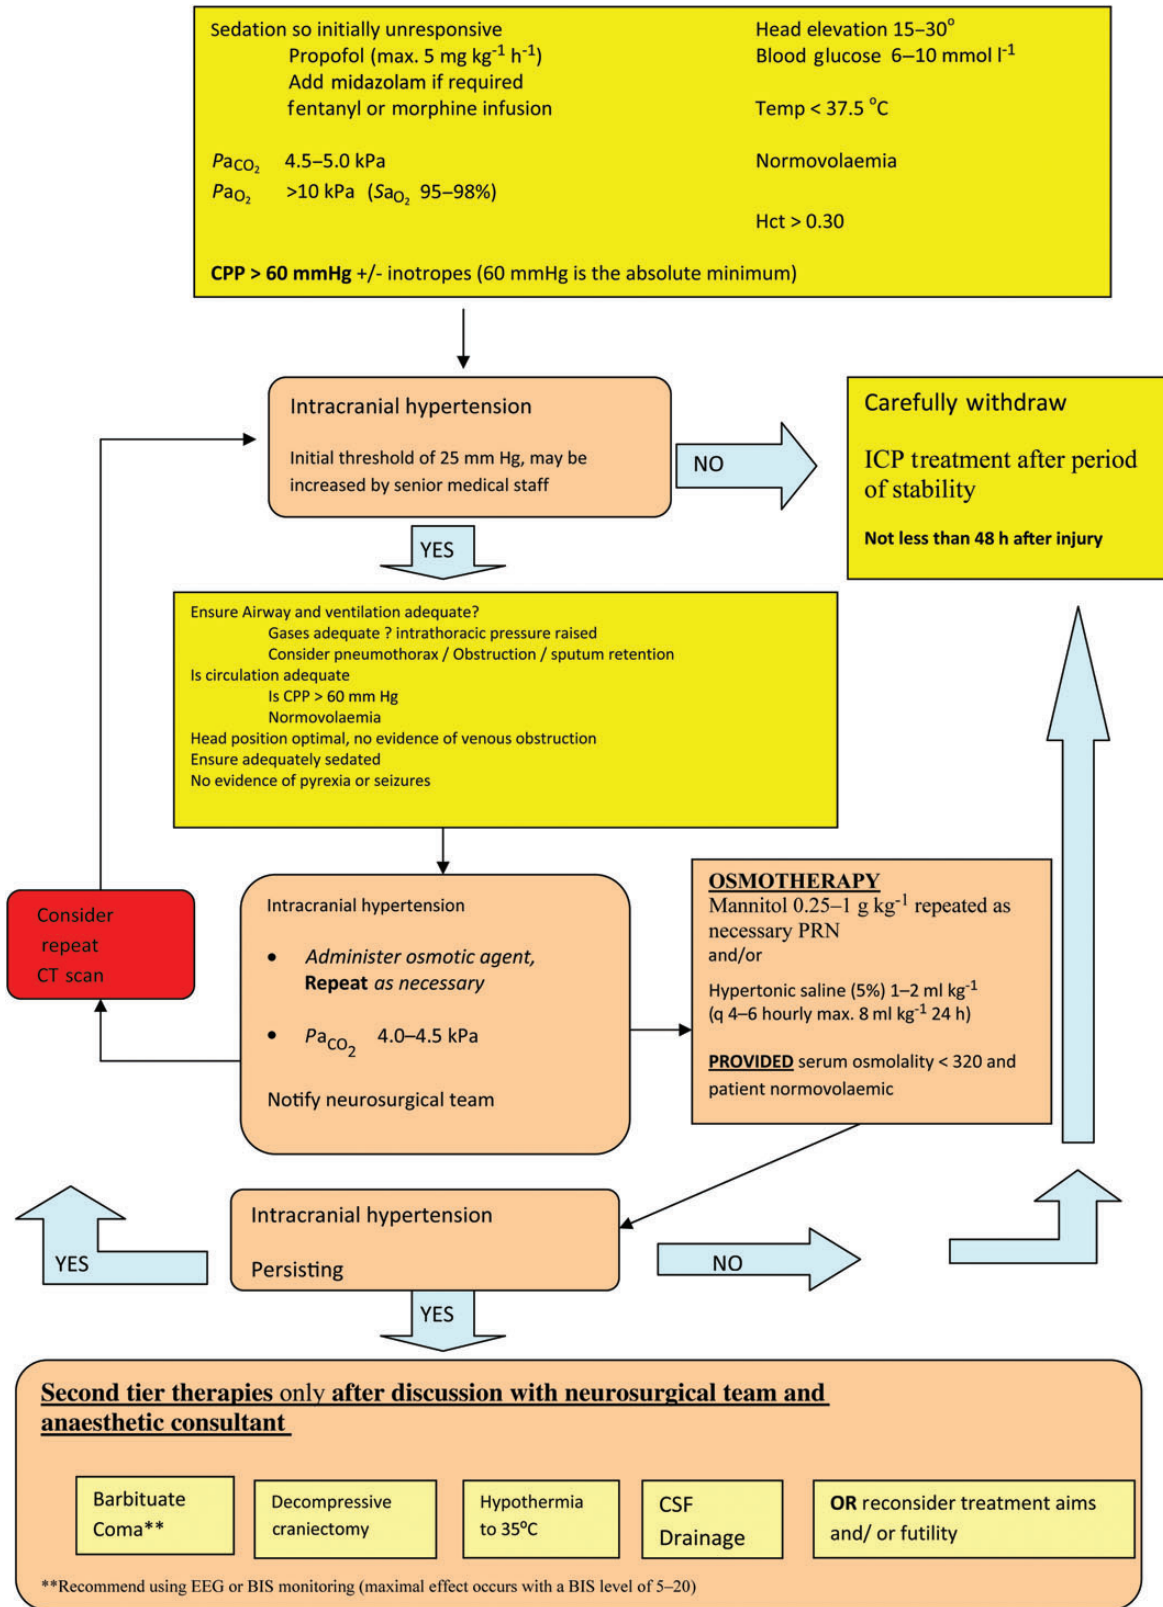 Sedation so initially unresponsive
Propofol (max. 5 mg kg⁻¹ h⁻¹)
Add midazolam if required
fentanyl or morphine infusion
PaCO₂ 4.5–5.0 kPa
PaO₂ >10 kPa (SaO₂ 95–98%)
Head elevation 15–30°
Blood glucose 6–10 mmol l⁻¹
Temp < 37.5 °C
Normovolaemia
Hct > 0.30
CPP > 60 mmHg +/- inotropes (60 mmHg is the absolute minimum)
Intracranial hypertension
Initial threshold of 25 mm Hg, may be
increased by senior medical staff
NO
Carefully withdraw
ICP treatment after period
of stability
Not less than 48 h after injury
YES
Ensure Airway and ventilation adequate?
Gases adequate ? intrathoracic pressure raised
Consider pneumothorax / Obstruction / sputum retention
Is circulation adequate
Is CPP > 60 mm Hg
Normovolaemia
Head position optimal, no evidence of venous obstruction
Ensure adequately sedated
No evidence of pyrexia or seizures
Consider
repeat
CT scan
Intracranial hypertension
• Administer osmotic agent,
Repeat as necessary
• PaCO₂ 4.0–4.5 kPa
Notify neurosurgical team
OSMOTHERAPY
Mannitol 0.25–1 g kg⁻¹ repeated as
necessary PRN
and/or
Hypertonic saline (5%) 1–2 ml kg⁻¹
(q 4–6 hourly max. 8 ml kg⁻¹ 24 h)
PROVIDED serum osmolality < 320 and
patient normovolaemic
YES
Intracranial hypertension
Persisting
NO
YES
Second tier therapies only after discussion with neurosurgical team and
anaesthetic consultant
Barbituate
Coma**
Decompressive
craniectomy
Hypothermia
to 35°C
CSF
Drainage
OR reconsider treatment aims
and/ or futility
**Recommend using EEG or BIS monitoring (maximal effect occurs with a BIS level of 5–20)